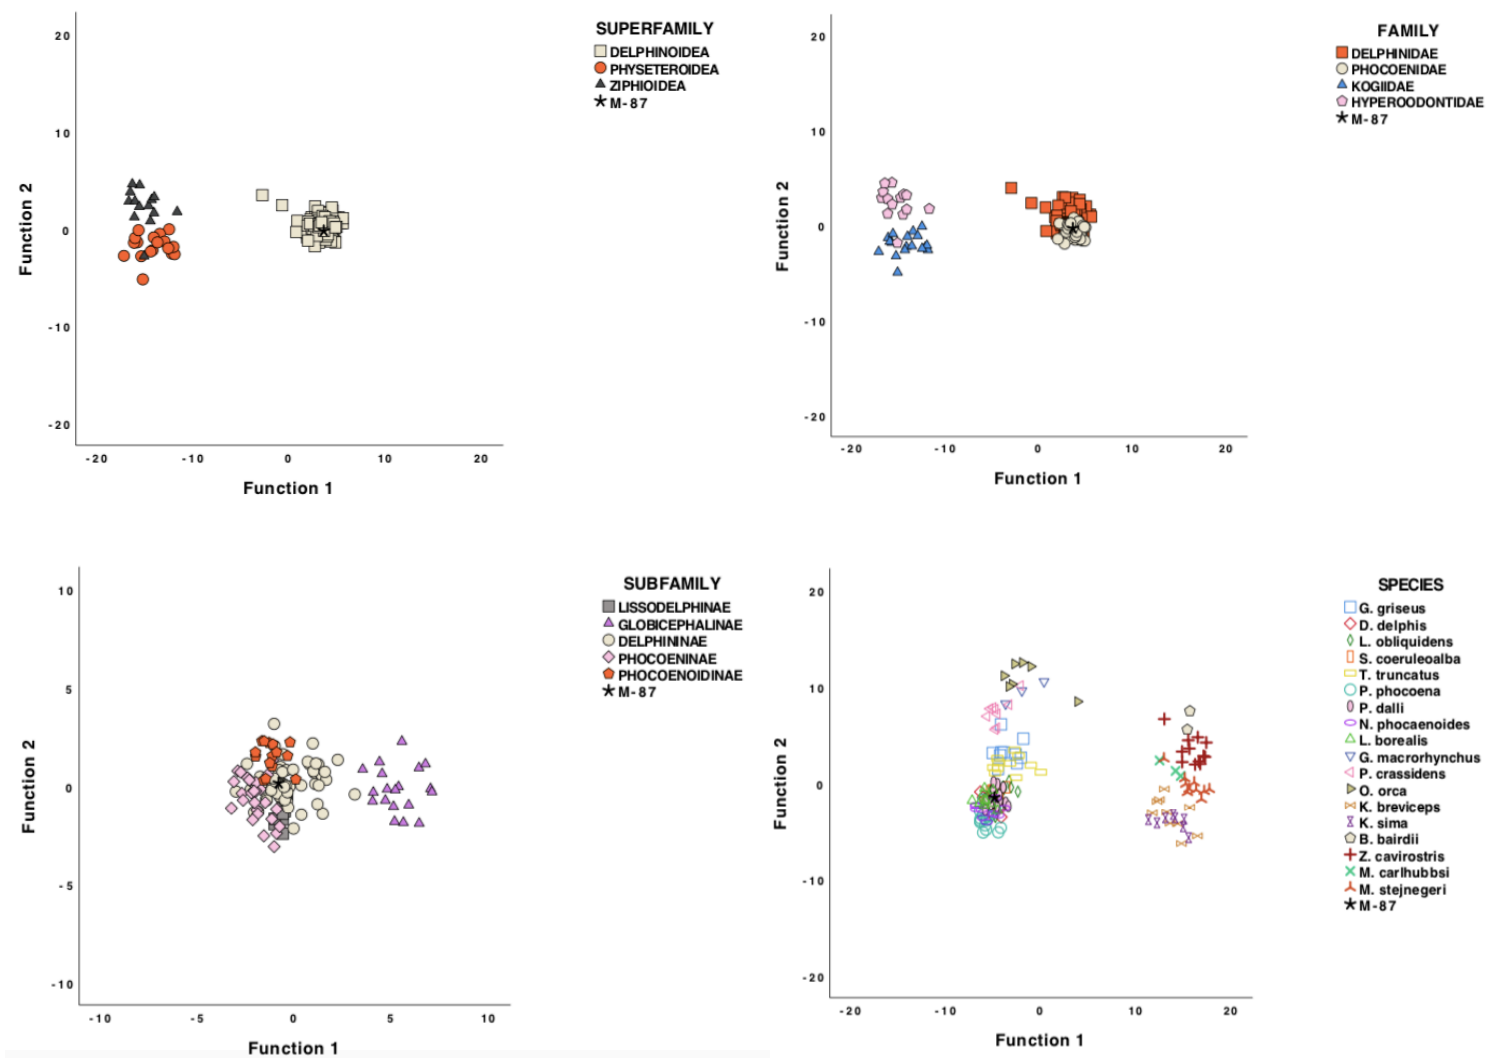 SUPERFAMILY
DELPHINOIDEA
PHYSETEROIDEA
ZIPHIOIDEA
M-87
20
10
0
-10
-20
Function 2
-20
-10
0
10
20
Function 1
FAMILY
DELPHINIDAE
PHOCOENIDAE
KOGIIDAE
HYPEROODONTIDAE
M-87
20
10
0
-10
-20
Function 2
-20
-10
0
10
20
Function 1
SUBFAMILY
LISSODELPHINAE
GLOBICEPHALINAE
DELPHININAE
PHOCOENINAE
PHOCOENOIDINAE
M-87
10
5
0
-5
-10
Function 2
-10
-5
0
5
10
Function 1
SPECIES
G. griseus
D. delphis
L. obliquidens
S. coeruleoalba
T. truncatus
P. phocoena
P. dalli
N. phocaenoides
L. borealis
G. macrorhynchus
P. crassidens
O. orca
K. breviceps
K. sima
B. bairdii
Z. cavirostris
M. carlhubbsi
M. stejnegeri
M-87
20
10
0
-10
-20
Function 2
-20
-10
0
10
20
Function 1